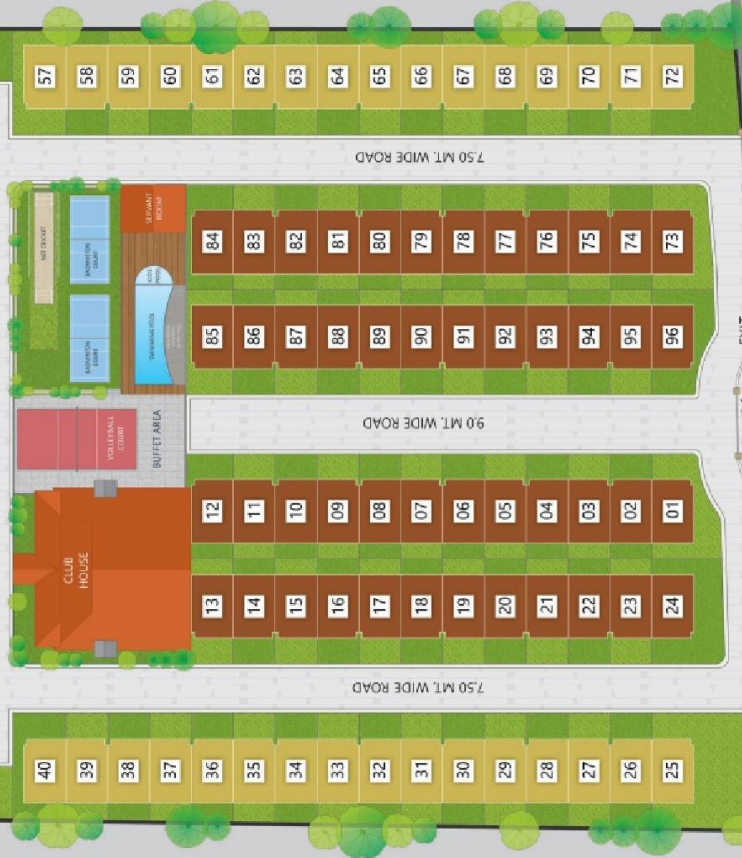 57 58 59 60 61 62 63 64 65 66 67 68 69 70 71 72
7.50 MT. WIDE ROAD
NET CRICKET
BADMINTON
COURT
BADMINTON
COURT
SERVANT
ROOM
SWIMMING POOL
84 83 82 81 80 79 78 77 76 75 74 73
85 86 87 88 89 90 91 92 93 94 95 96
VOLLEYBALL
COURT
BUFFET AREA
9.0 MT. WIDE ROAD
CLUB
HOUSE
12 11 10 09 08 07 06 05 04 03 02 01
13 14 15 16 17 18 19 20 21 22 23 24
7.50 MT. WIDE ROAD
40 39 38 37 36 35 34 33 32 31 30 29 28 27 26 25